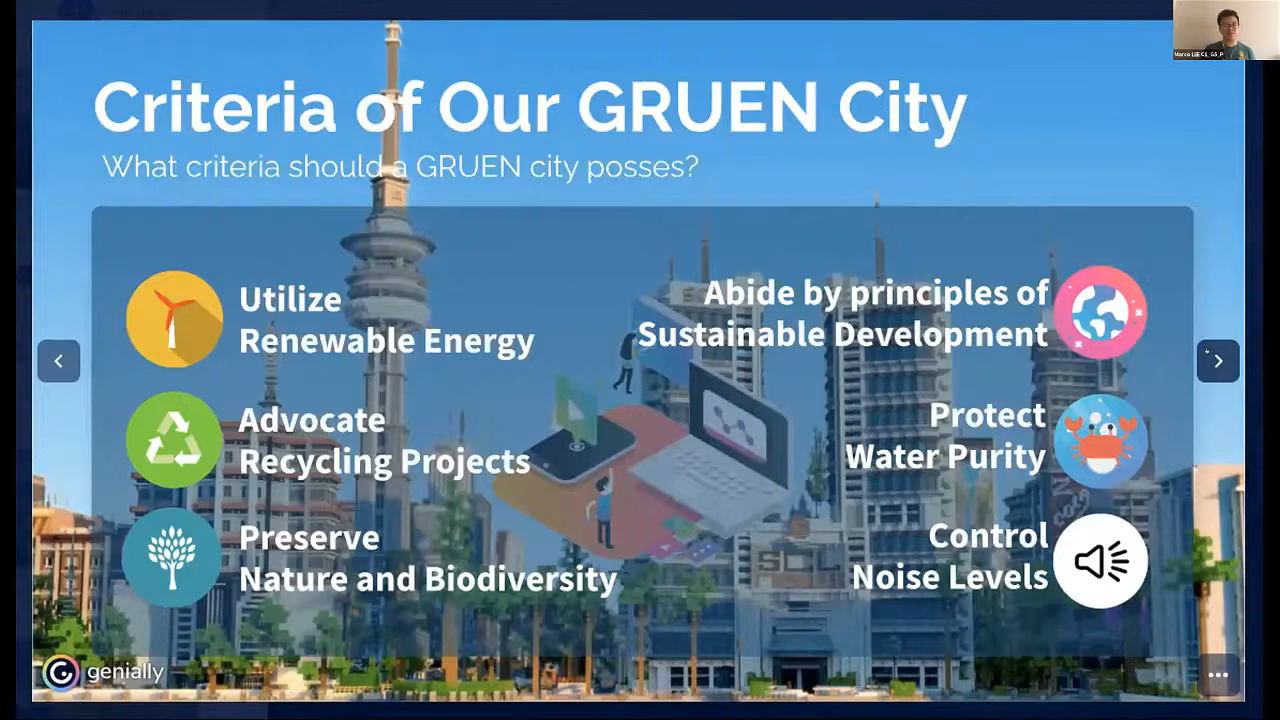 Criteria of Our GRUEN City
What criteria should a GRUEN city posses?
Utilize
Renewable Energy
Advocate
Recycling Projects
Preserve
Nature and Biodiversity
Abide by principles of
Sustainable Development
Protect
Water Purity
Control
Noise Levels
genially